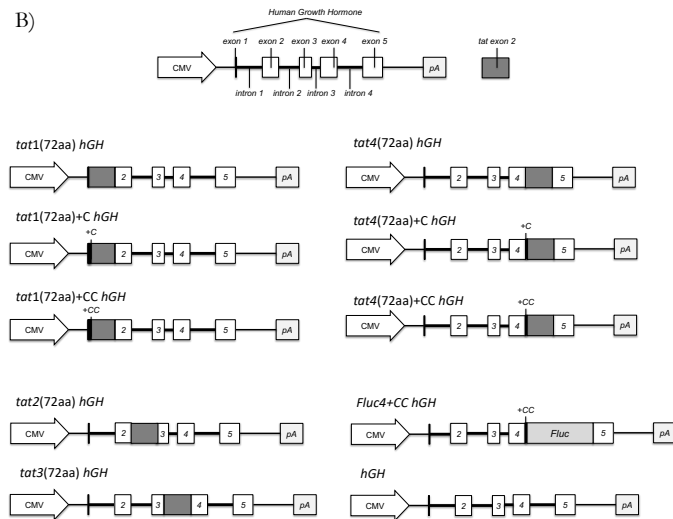 B)
Human Growth Hormone
exon 1 exon 2 exon 3 exon 4 exon 5 tat exon 2
CMV pA
intron 1 intron 2 intron 3 intron 4
tat1(72aa) hGH
CMV 2 3 4 5 pA
tat1(72aa)+C hGH
+C
CMV 2 3 4 5 pA
tat1(72aa)+CC hGH
+CC
CMV 2 3 4 5 pA
tat2(72aa) hGH
CMV 2 3 4 5 pA
tat3(72aa) hGH
CMV 2 3 4 5 pA
tat4(72aa) hGH
CMV 2 3 4 5 pA
tat4(72aa)+C hGH
+C
CMV 2 3 4 5 pA
tat4(72aa)+CC hGH
+CC
CMV 2 3 4 5 pA
Fluc4+CC hGH
+CC
CMV 2 3 4 Fluc 5 pA
hGH
CMV 2 3 4 5 pA